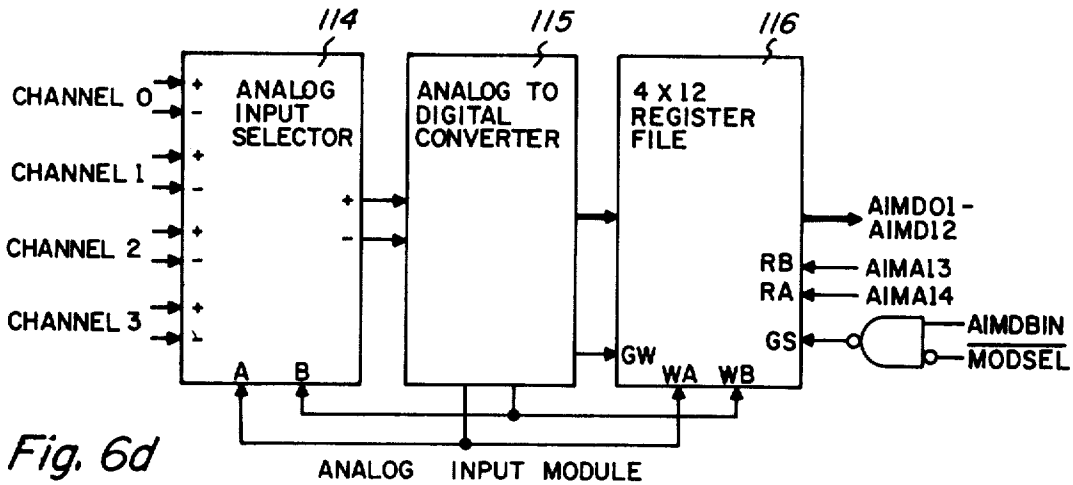 114
115
116
CHANNEL 0
+
-
CHANNEL 1
+
-
CHANNEL 2
+
-
CHANNEL 3
+
-
ANALOG
INPUT
SELECTOR
+
-
A B
ANALOG TO
DIGITAL
CONVERTER
4 X 12
REGISTER
FILE
GW
WA WB
RB
RA
GS
AIMD01-
AIMD12
AIMA13
AIMA14
AIMDBIN
MODSEL
Fig. 6d
ANALOG INPUT MODULE